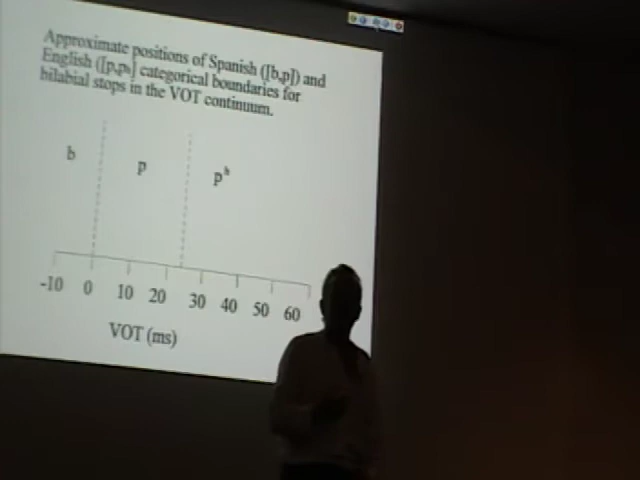 Approximate positions of Spanish ([b,p]) and
English ([p,pʰ] categorical boundaries for
bilabial stops in the VOT continuum.
b p pʰ
-10 0 10 20 30 40 50 60
VOT (ms)